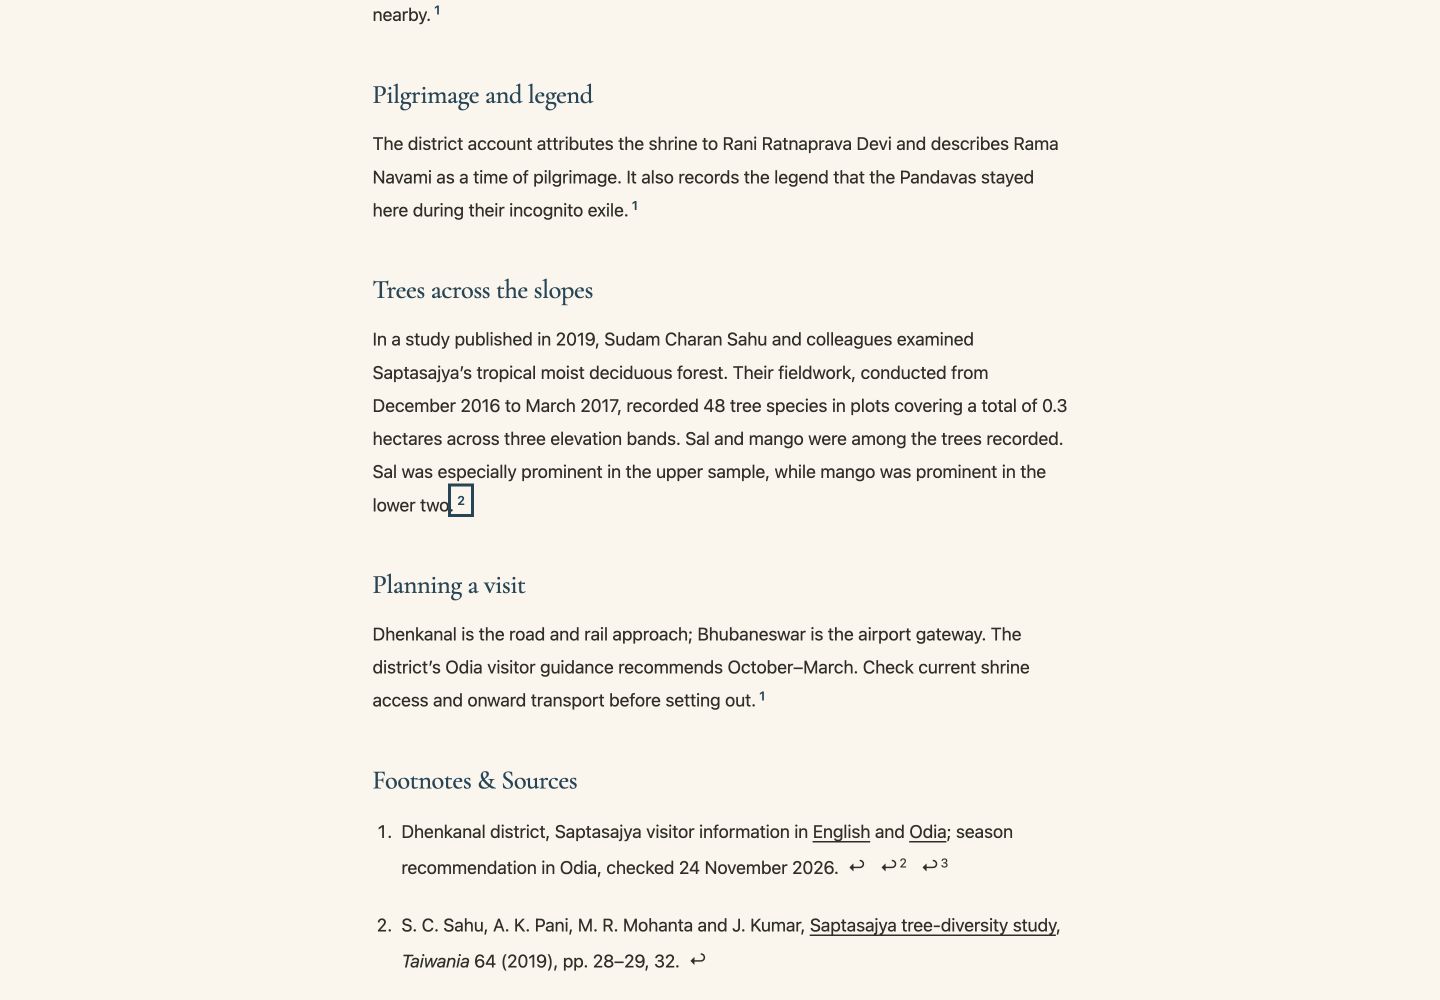 nearby. 1
Pilgrimage and legend
The district account attributes the shrine to Rani Ratnaprava Devi and describes Rama
Navami as a time of pilgrimage. It also records the legend that the Pandavas stayed
here during their incognito exile. 1
Trees across the slopes
In a study published in 2019, Sudam Charan Sahu and colleagues examined
Saptasajya’s tropical moist deciduous forest. Their fieldwork, conducted from
December 2016 to March 2017, recorded 48 tree species in plots covering a total of 0.3
hectares across three elevation bands. Sal and mango were among the trees recorded.
Sal was especially prominent in the upper sample, while mango was prominent in the
lower two. 2
Planning a visit
Dhenkanal is the road and rail approach; Bhubaneswar is the airport gateway. The
district’s Odia visitor guidance recommends October–March. Check current shrine
access and onward transport before setting out. 1
Footnotes & Sources
1. Dhenkanal district, Saptasajya visitor information in English and Odia; season
recommendation in Odia, checked 24 November 2026. ↩ ↩2 ↩3
2. S. C. Sahu, A. K. Pani, M. R. Mohanta and J. Kumar, Saptasajya tree-diversity study,
Taiwania 64 (2019), pp. 28–29, 32. ↩